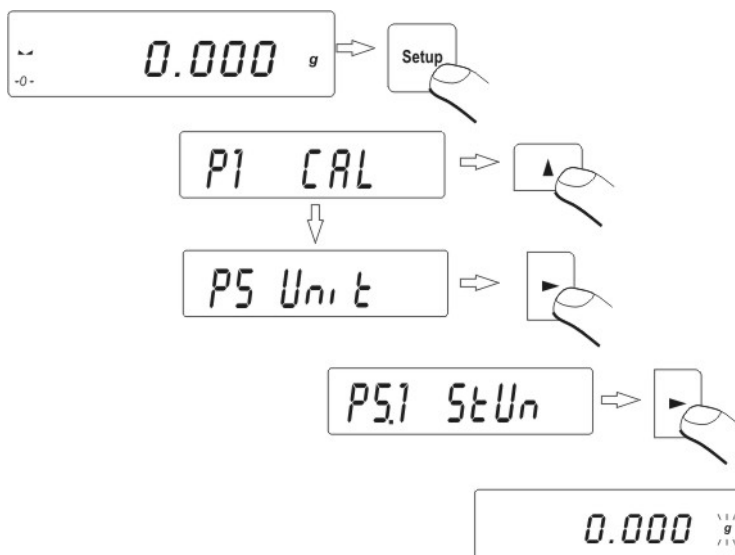 0.000 g Setup
-0-
P1 CAL
P5 Unit
P5.1 StUn
0.000 g